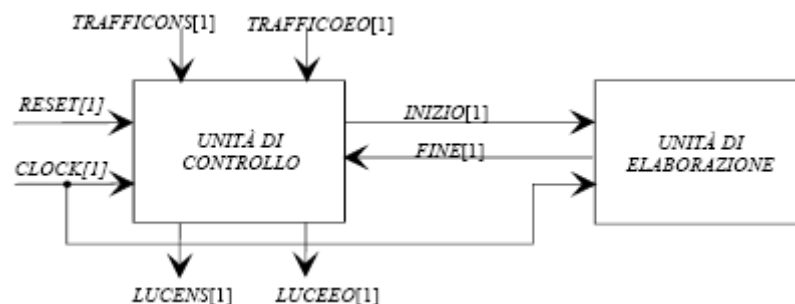 TRAFFICONS[1] TRAFFICOEO[1]
RESET[1]
INIZIO[1]
UNITÀ DI
CONTROLLO
UNITÀ DI
ELABORAZIONE
FINE[1]
CLOCK[1]
LUCENS[1] LUCEEO[1]